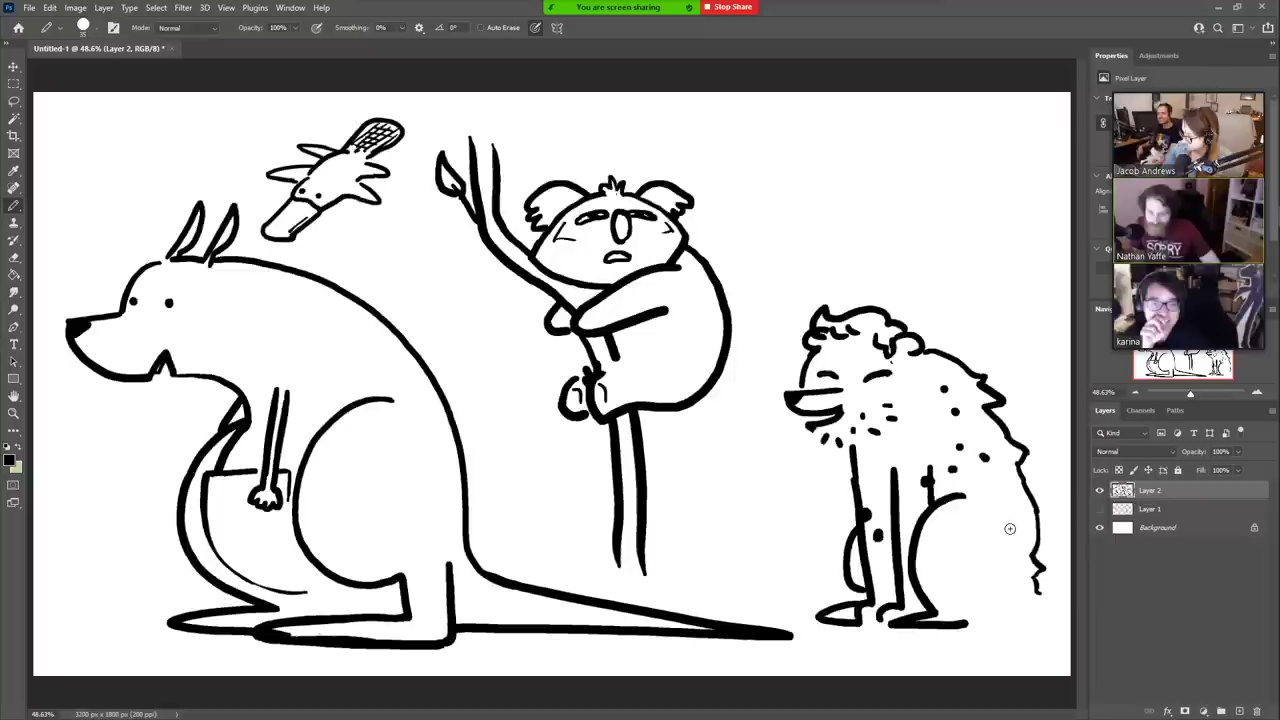 File Edit Image Layer Type Select Filter 3D View Plugins Window Help
You are screen sharing
Stop Share
35
Mode: Normal
Opacity: 100%
Smoothing: 0%
0°
Auto Erase
Untitled-1 @ 48.6% (Layer 2, RGB/8) *
Properties
Adjustments
Pixel Layer
Jacob Andrews
SORRY
Nathan Yaffe
karina
48.63%
Layers
Channels
Paths
Kind
Normal
Opacity: 100%
Lock:
Fill: 100%
Layer 2
Layer 1
Background
48.63%
3200 px x 1800 px (200 ppi)